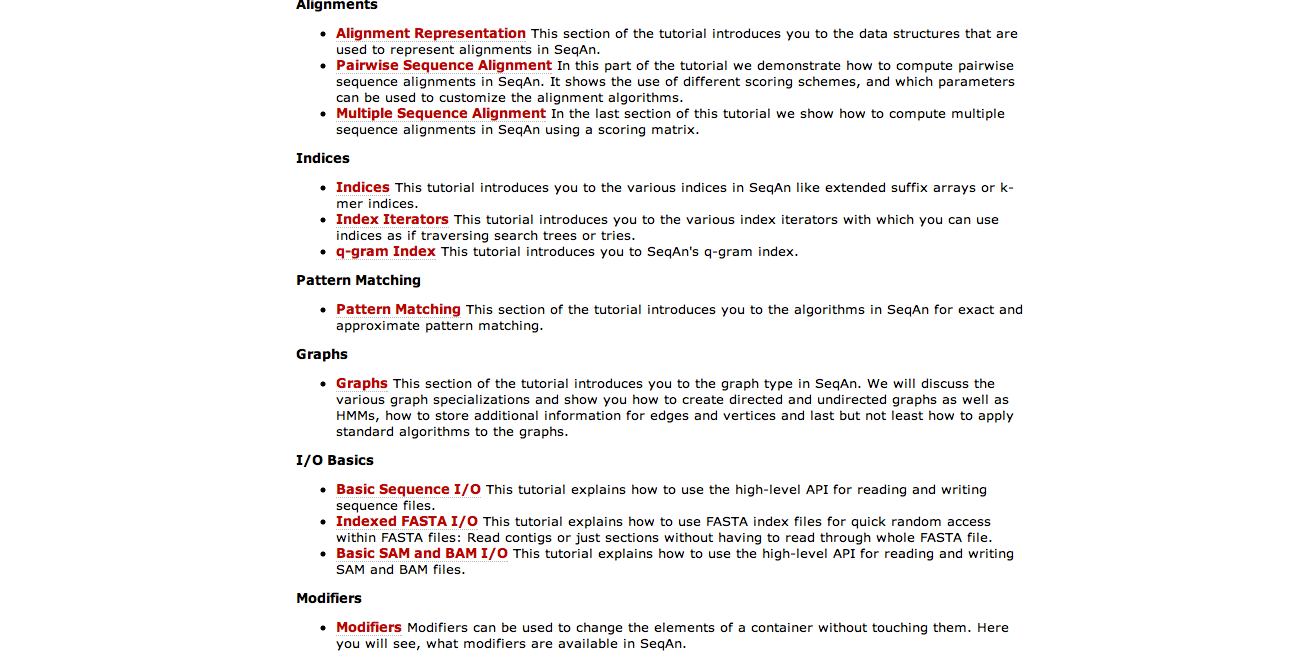 Alignments
Alignment Representation This section of the tutorial introduces you to the data structures that are
used to represent alignments in SeqAn.
Pairwise Sequence Alignment In this part of the tutorial we demonstrate how to compute pairwise
sequence alignments in SeqAn. It shows the use of different scoring schemes, and which parameters
can be used to customize the alignment algorithms.
Multiple Sequence Alignment In the last section of this tutorial we show how to compute multiple
sequence alignments in SeqAn using a scoring matrix.
Indices
Indices This tutorial introduces you to the various indices in SeqAn like extended suffix arrays or k-
mer indices.
Index Iterators This tutorial introduces you to the various index iterators with which you can use
indices as if traversing search trees or tries.
q-gram Index This tutorial introduces you to SeqAn's q-gram index.
Pattern Matching
Pattern Matching This section of the tutorial introduces you to the algorithms in SeqAn for exact and
approximate pattern matching.
Graphs
Graphs This section of the tutorial introduces you to the graph type in SeqAn. We will discuss the
various graph specializations and show you how to create directed and undirected graphs as well as
HMMs, how to store additional information for edges and vertices and last but not least how to apply
standard algorithms to the graphs.
I/O Basics
Basic Sequence I/O This tutorial explains how to use the high-level API for reading and writing
sequence files.
Indexed FASTA I/O This tutorial explains how to use FASTA index files for quick random access
within FASTA files: Read contigs or just sections without having to read through whole FASTA file.
Basic SAM and BAM I/O This tutorial explains how to use the high-level API for reading and writing
SAM and BAM files.
Modifiers
Modifiers Modifiers can be used to change the elements of a container without touching them. Here
you will see, what modifiers are available in SeqAn.